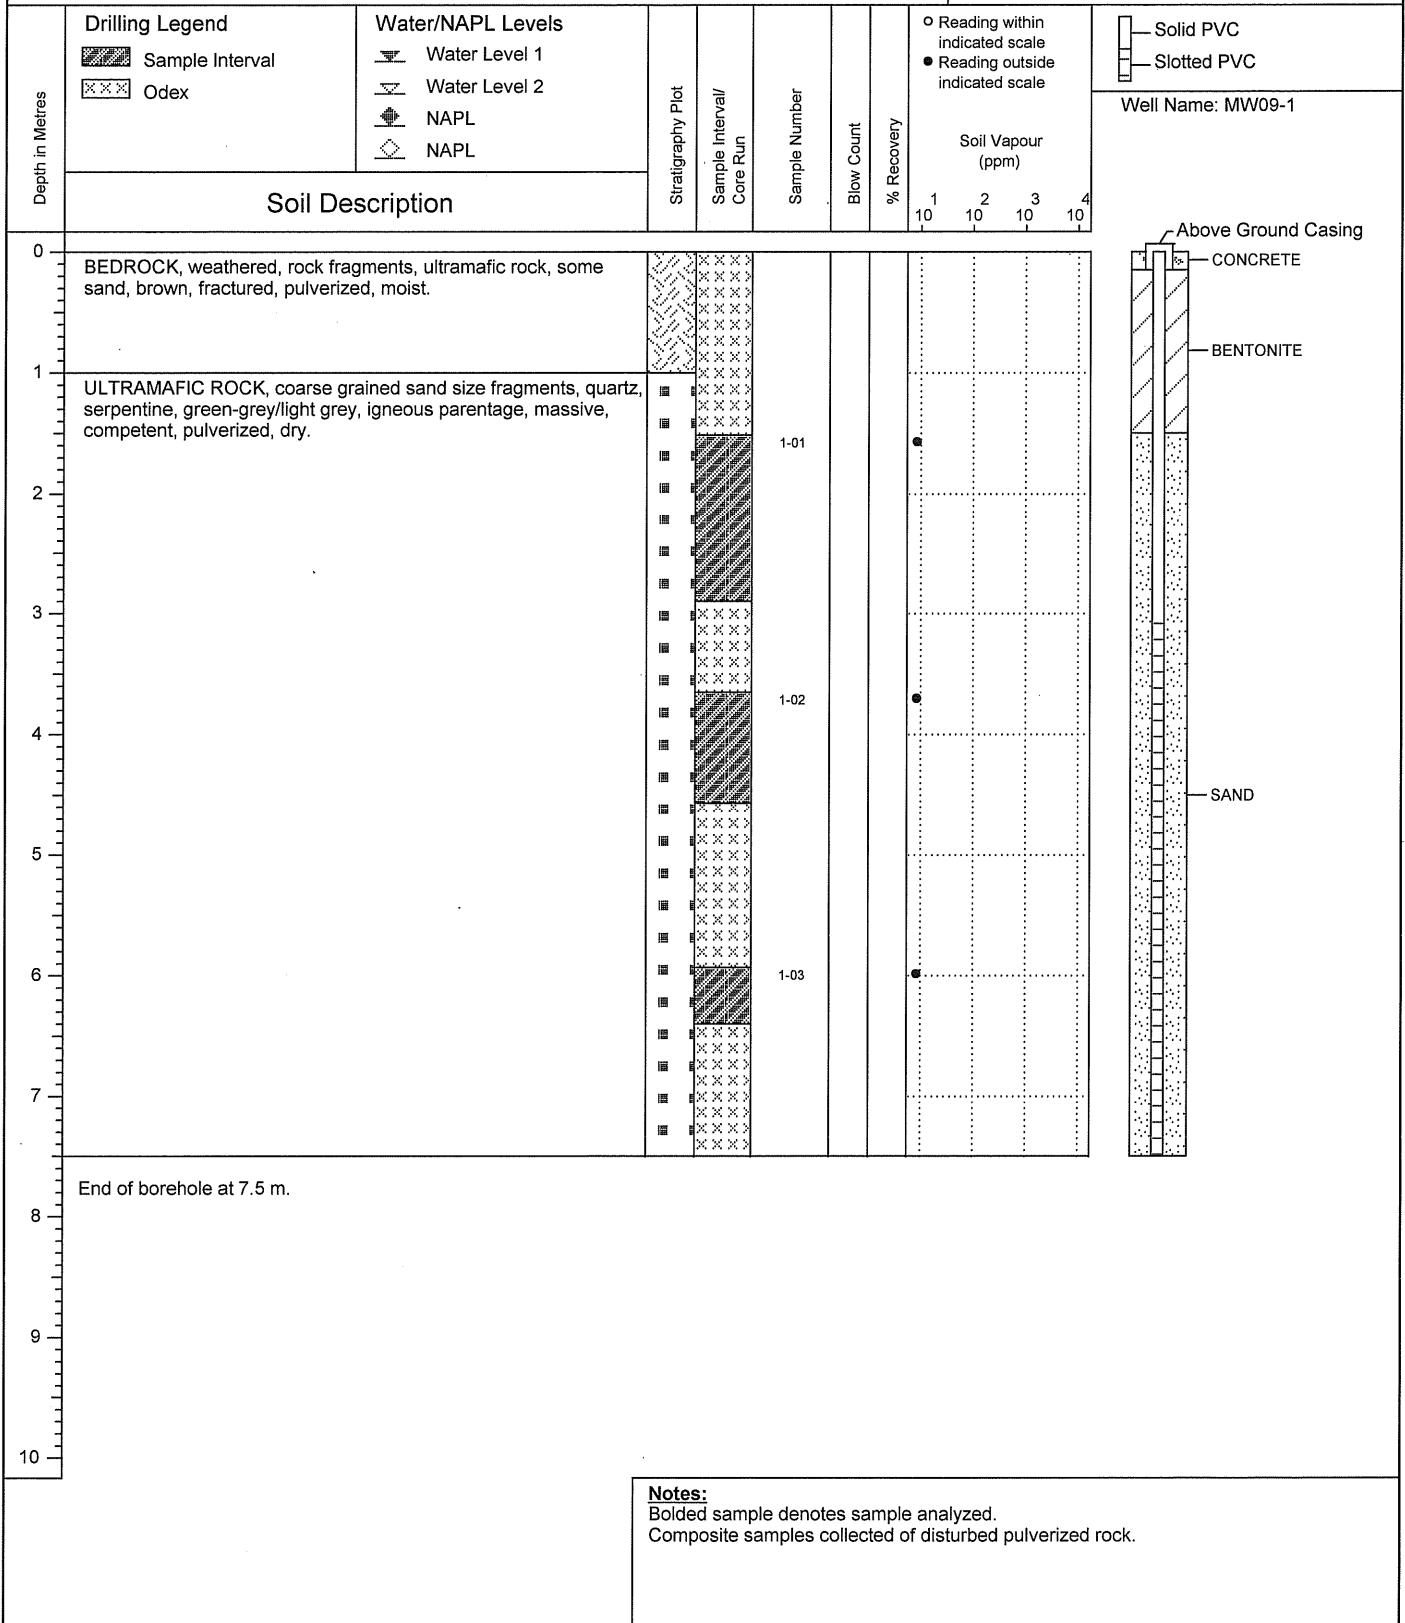 Drilling Legend
Sample Interval
Odex
Water/NAPL Levels
Water Level 1
Water Level 2
NAPL
NAPL
Depth in Metres
Soil Description
Stratigraphy Plot
Sample Interval/
Core Run
Sample Number
Blow Count
% Recovery
Reading within
indicated scale
Reading outside
indicated scale
Soil Vapour
(ppm)
10 1 10 2 10 3 10 4
Solid PVC
Slotted PVC
Well Name: MW09-1
Above Ground Casing
CONCRETE
BENTONITE
SAND
0
BEDROCK, weathered, rock fragments, ultramafic rock, some
sand, brown, fractured, pulverized, moist.
1
ULTRAMAFIC ROCK, coarse grained sand size fragments, quartz,
serpentine, green-grey/light grey, igneous parentage, massive,
competent, pulverized, dry.
1-01
2
3
1-02
4
5
6
1-03
7
End of borehole at 7.5 m.
8
9
10
Notes:
Bolded sample denotes sample analyzed.
Composite samples collected of disturbed pulverized rock.